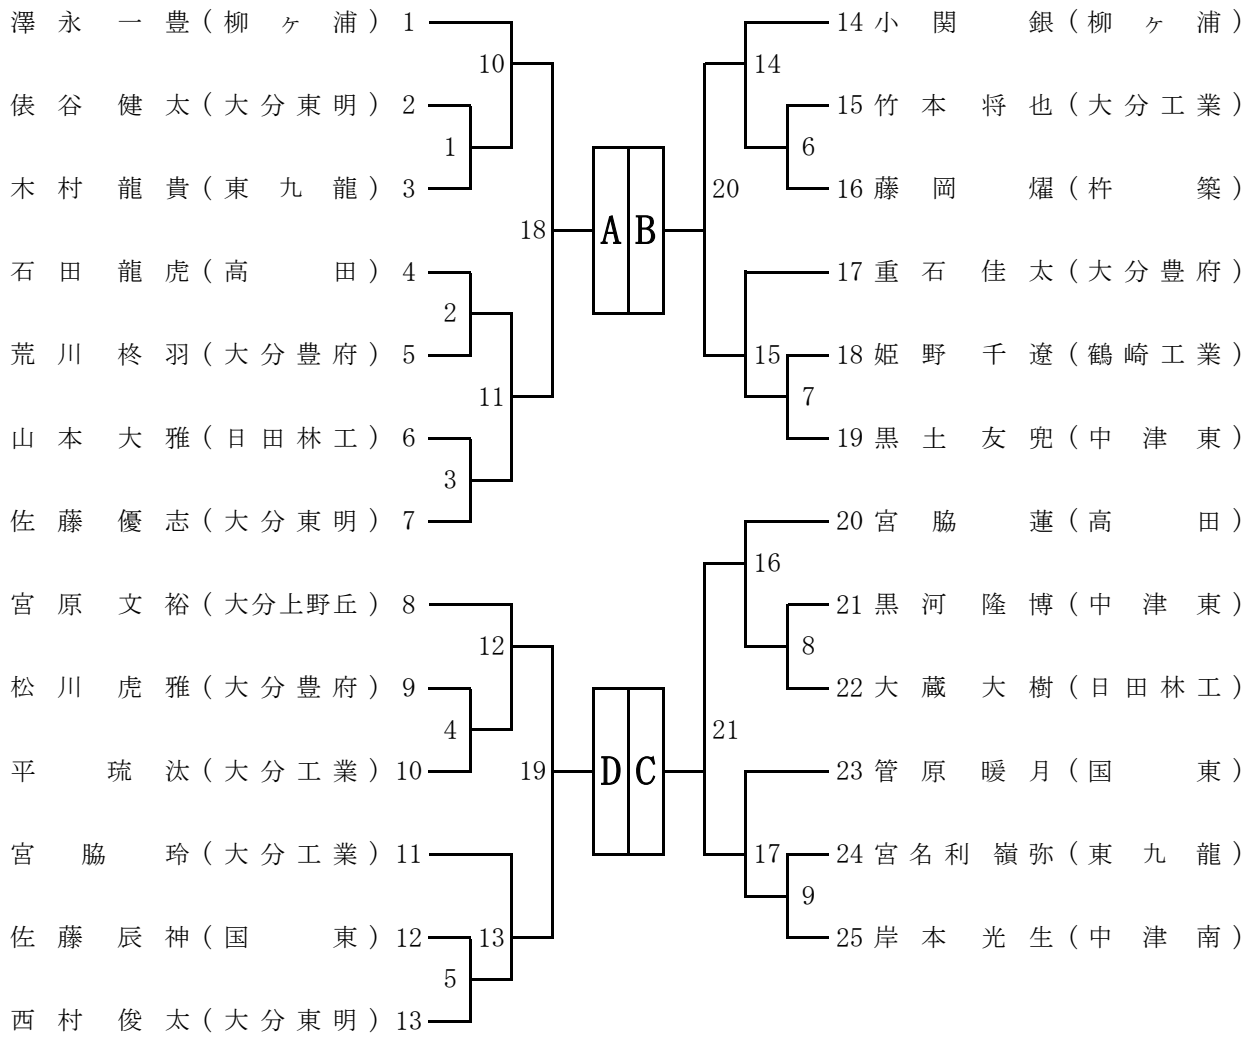 澤永一豊(柳ヶ浦) 1
10
俵谷健太(大分東明) 2
1
木村龍貴(東九龍) 3
18
石田龍虎(高田) 4
2
荒川柊羽(大分豊府) 5
11
山本大雅(日田林工) 6
3
佐藤優志(大分東明) 7
宮原文裕(大分上野丘) 8
12
松川虎雅(大分豊府) 9
4
平琉汰(大分工業) 10
19
宮脇玲(大分工業) 11
佐藤辰神(国東) 12
13
5
西村俊太(大分東明) 13
A B
D C
14 小関銀(柳ヶ浦)
14
15 竹本将也(大分工業)
6
16 藤岡燿(杵築)
20
17 重石佳太(大分豊府)
15
18 姫野千遼(鶴崎工業)
7
19 黒土友兜(中津東)
20 宮脇蓮(高田)
16
21 黒河隆博(中津東)
8
22 大蔵大樹(日田林工)
21
23 管原暖月(国東)
17
24 宮名利嶺弥(東九龍)
9
25 岸本光生(中津南)